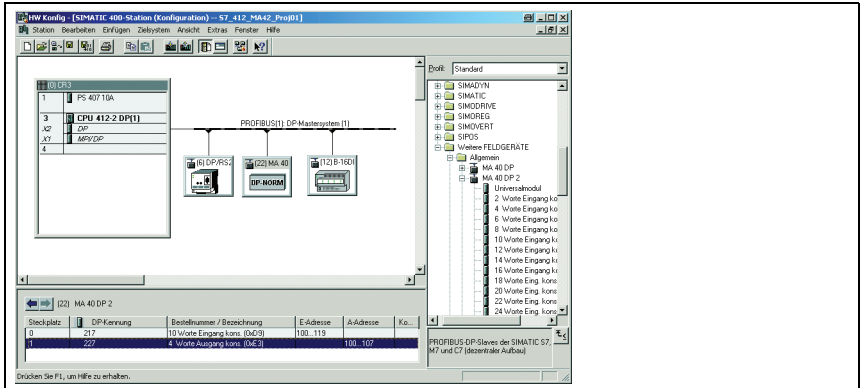 HW Konfig - [SIMATIC 400-Station (Konfiguration) -- S7_412_MA42_Proj01]
Station Bearbeiten Einfügen Zielsystem Ansicht Extras Fenster Hilfe
(0) CR3
1 PS 407 10A
3 CPU 412-2 DP(1)
X2 DP
X1 MPI/DP
4
PROFIBUS(1): DP-Mastersystem (1)
(6) DP/RS2
(22) MA 40
DP-NORM
(12) B-16DI
Profil: Standard
SIMADYN
SIMATIC
SIMODRIVE
SIMOREG
SIMOVERT
SIPOS
Weitere FELDGERÄTE
Allgemein
MA 40 DP
MA 40 DP 2
Universalmodul
2 Worte Eingang ko
4 Worte Eingang ko
6 Worte Eingang ko
8 Worte Eingang ko
10 Worte Eingang k
12 Worte Eingang k
14 Worte Eingang k
16 Worte Eingang k
18 Worte Eing. kons
20 Worte Eing. kons
22 Worte Eing. kons
24 Worte Eing. kons
PROFIBUS-DP-Slaves der SIMATIC S7,
M7 und C7 (dezentraler Aufbau)
(22) MA 40 DP 2
Steckplatz DP-Kennung Bestellnummer / Bezeichnung E-Adresse A-Adresse Ko...
0 217 10 Worte Eingang kons. (0xD9) 100...119
1 227 4 Worte Ausgang kons. (0xE3) 100...107
Drücken Sie F1, um Hilfe zu erhalten.